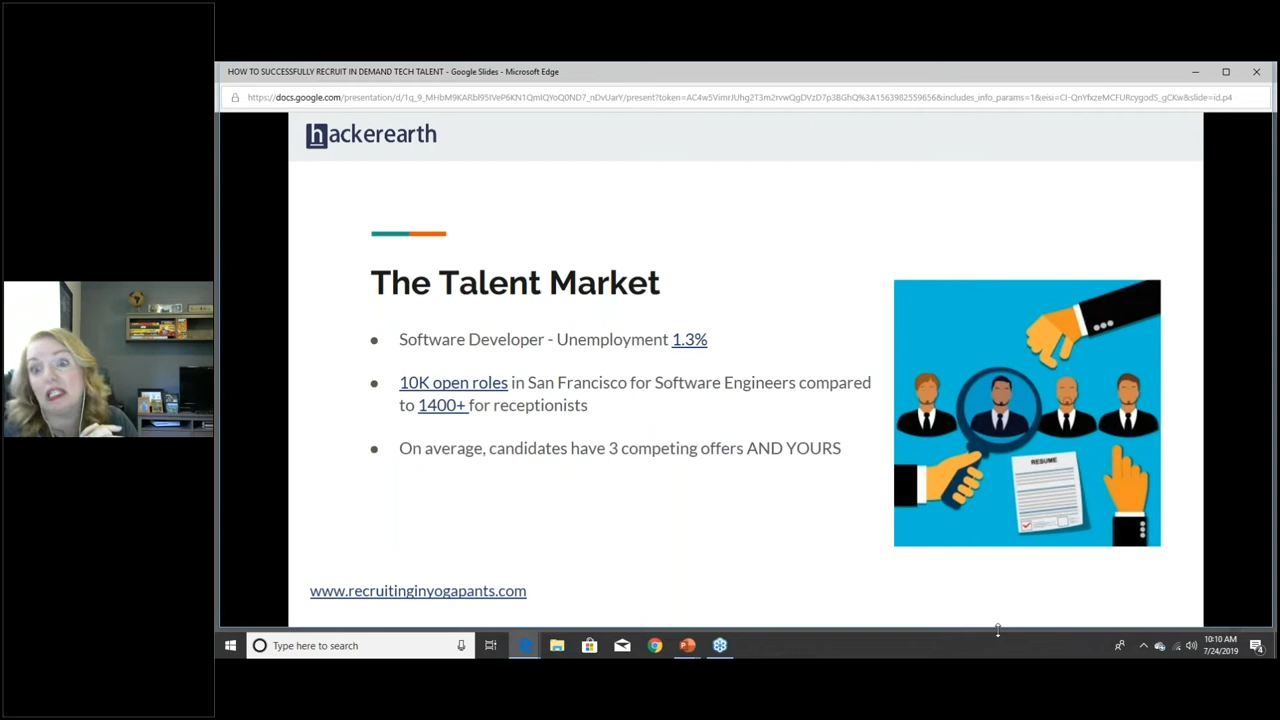 HOW TO SUCCESSFULLY RECRUIT IN DEMAND TECH TALENT - Google Slides - Microsoft Edge
hackerearth
The Talent Market
● Software Developer - Unemployment 1.3%
● 10K open roles in San Francisco for Software Engineers compared
to 1400+ for receptionists
● On average, candidates have 3 competing offers AND YOURS
RESUME
www.recruitinginyogapants.com
Type here to search
10:10 AM
7/24/2019
4